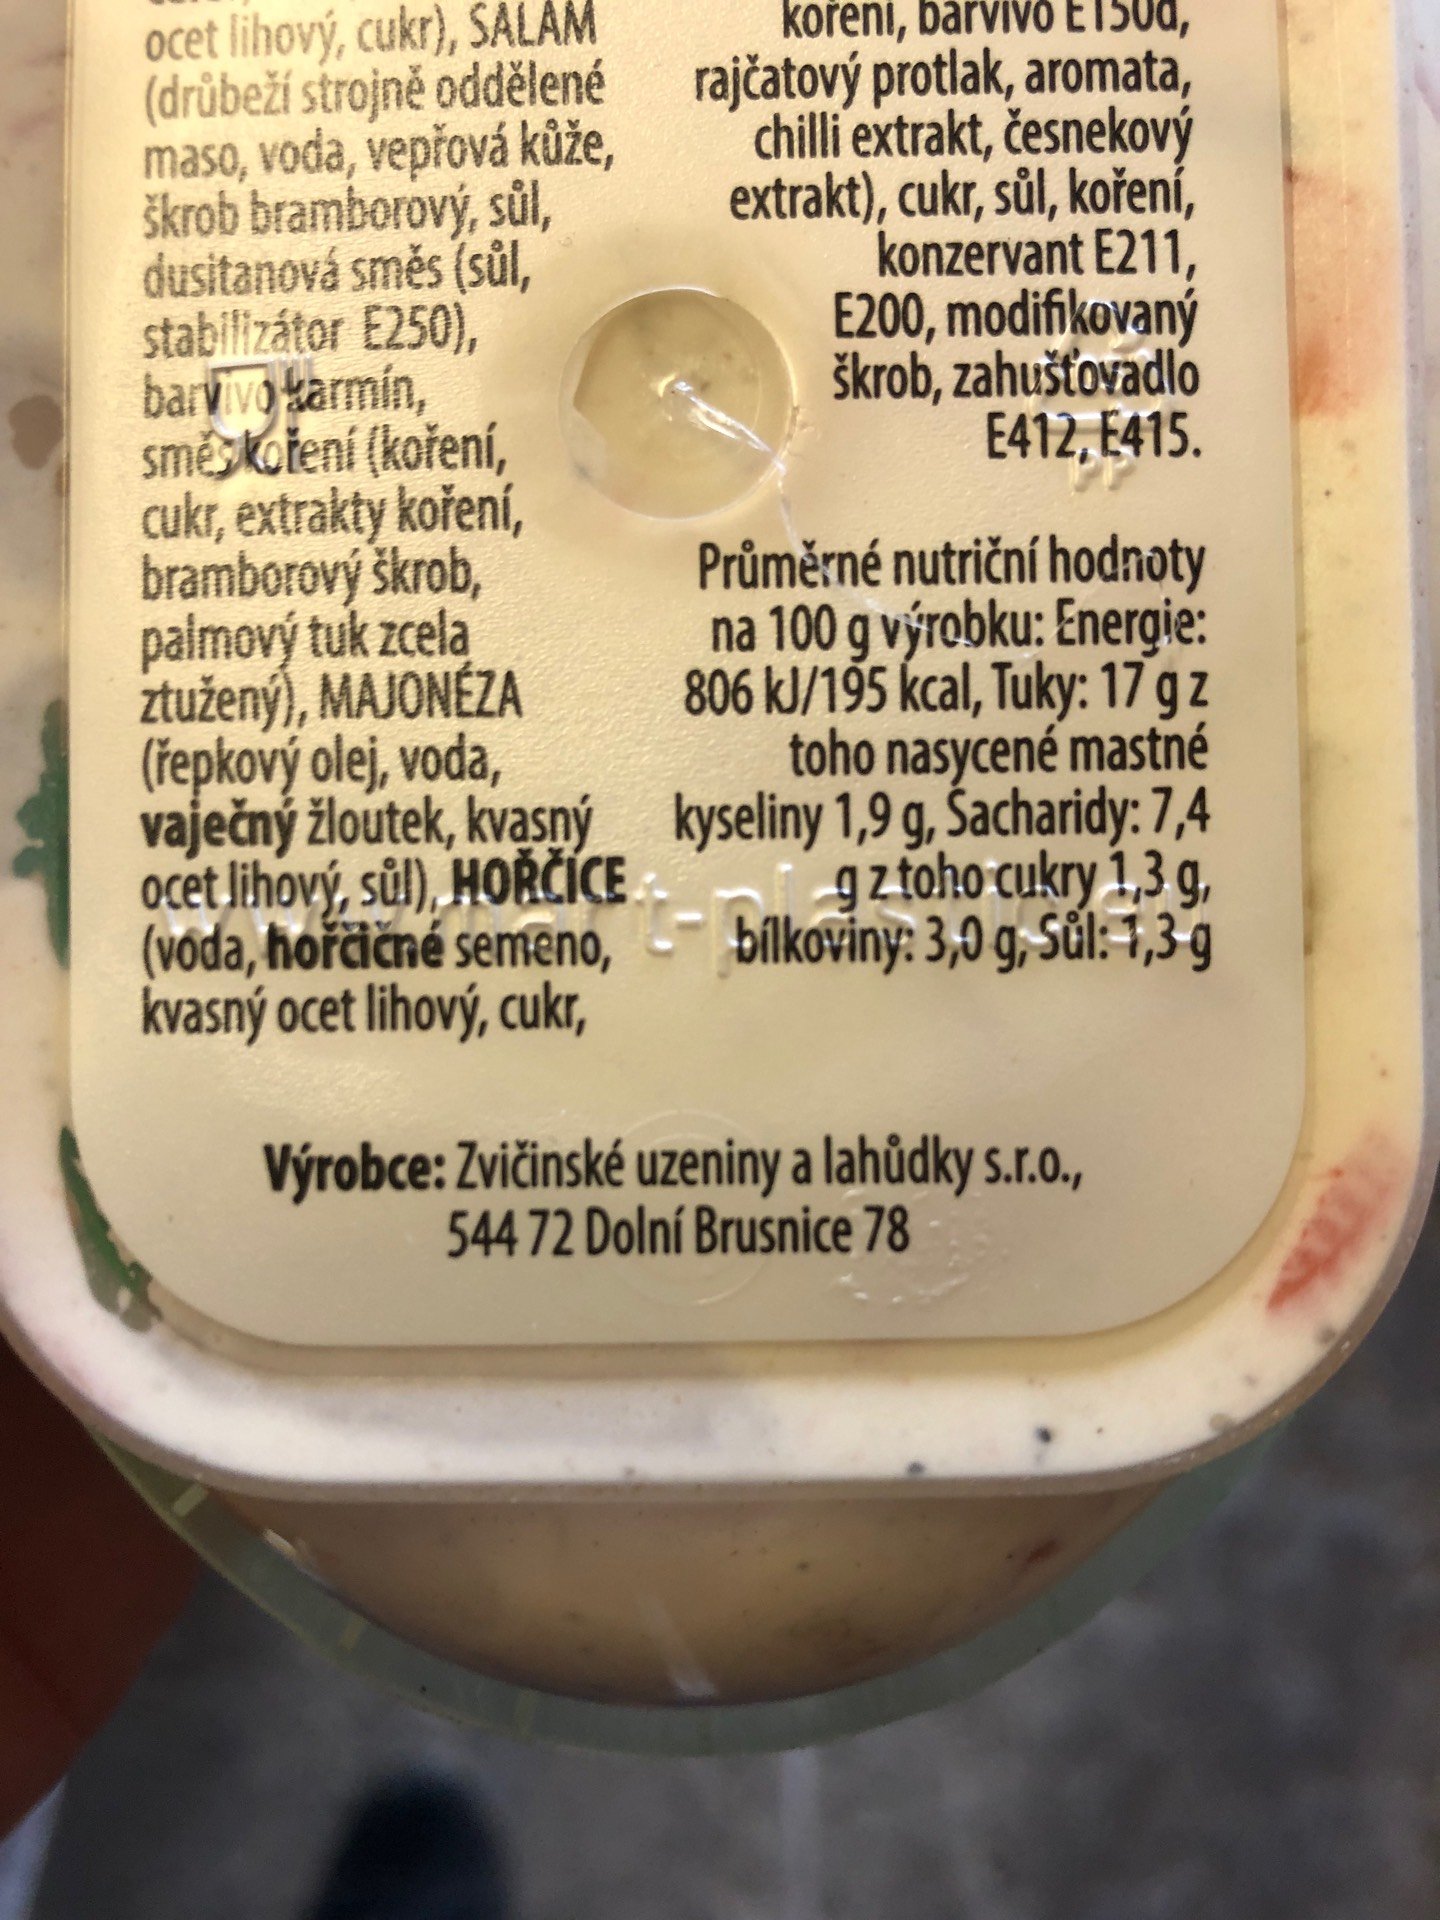 ocet lihový, cukr), SALÁM
(drůbeží strojně oddělené
maso, voda, vepřová kůže,
škrob bramborový, sůl,
dusitanová směs (sůl,
stabilizátor E250),
barvivo karmín,
směs koření (koření,
cukr, extrakty koření,
bramborový škrob,
palmový tuk zcela
ztužený), MAJONÉZA
(řepkový olej, voda,
vaječný žloutek, kvasný
ocet lihový, sůl), HOŘČICE
(voda, hořčičné semeno,
kvasný ocet lihový, cukr,
koření, barvivo E150d,
rajčatový protlak, aromata,
chilli extrakt, česnekový
extrakt), cukr, sůl, koření,
konzervant E211,
E200, modifikovaný
škrob, zahušťovadlo
E412, E415.
PP
Průměrné nutriční hodnoty
na 100 g výrobku: Energie:
806 kJ/195 kcal, Tuky: 17 g z
toho nasycené mastné
kyseliny 1,9 g, Sacharidy: 7,4
g z toho cukry 1,3 g,
bílkoviny: 3,0 g, Sůl: 1,3 g
Výrobce: Zvičinské uzeniny a lahůdky s.r.o.,
544 72 Dolní Brusnice 78